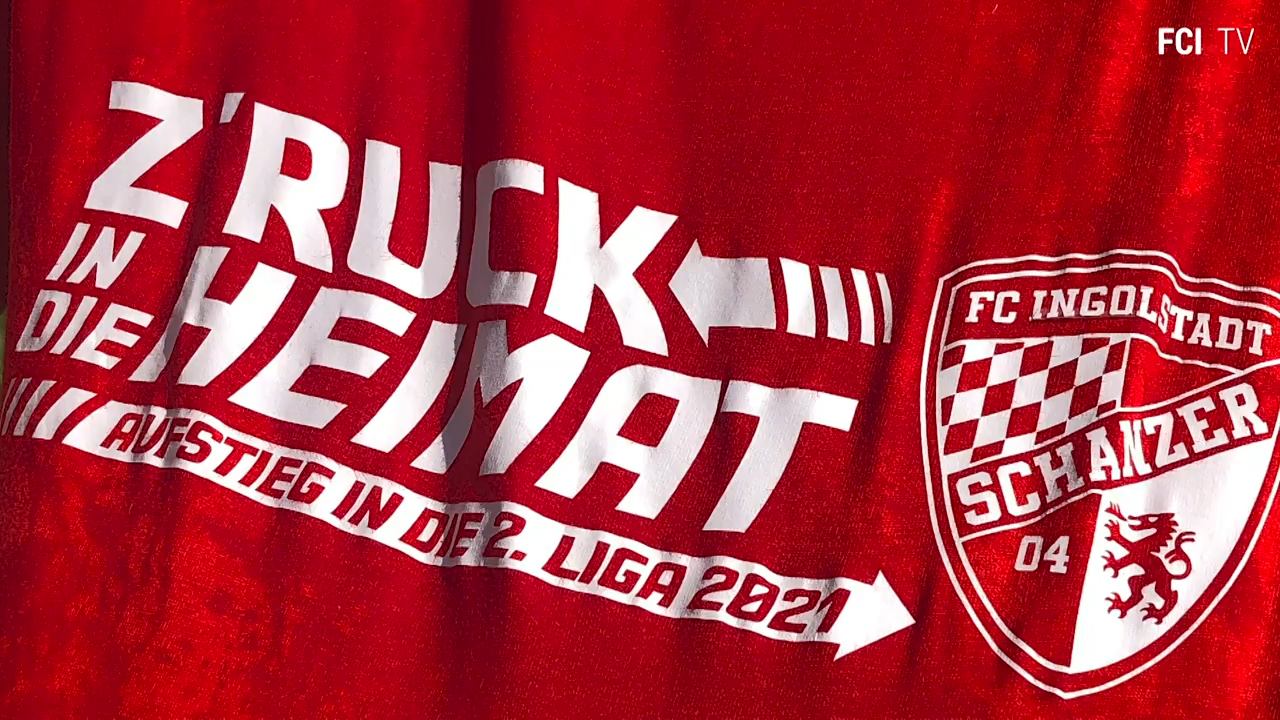 FCI TV
Z'RUCK
IN
DIE HEIMAT
AUFSTIEG IN DIE 2. LIGA 2021
FC INGOLSTADT
SCHANZER
04